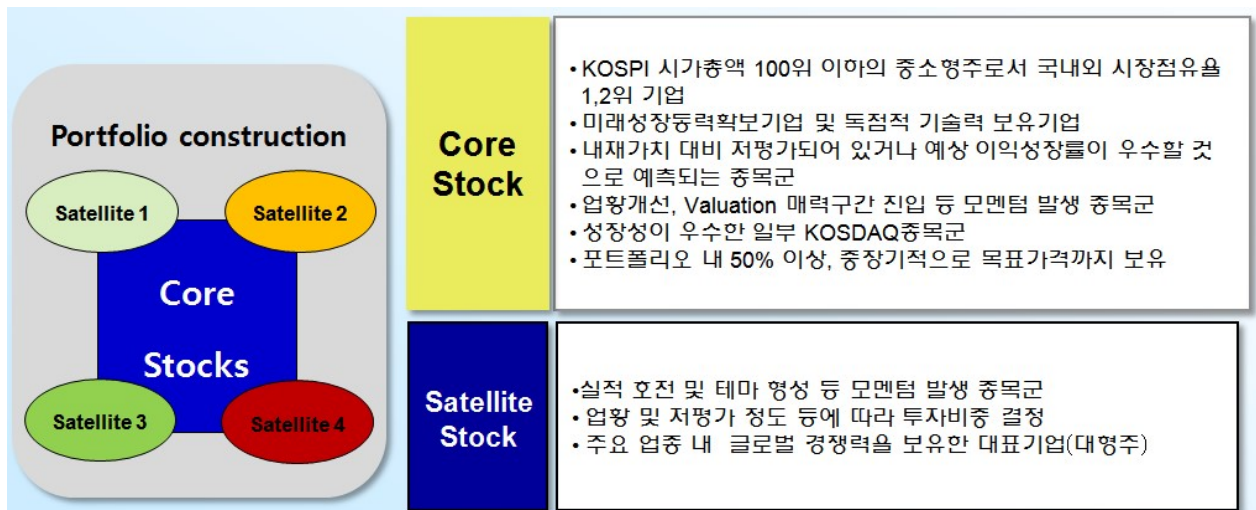 Portfolio construction
Satellite 1
Satellite 2
Core
Stocks
Satellite 3
Satellite 4
Core
Stock
• KOSPI 시가총액 100위 이하의 중소형주로서 국내외 시장점유율
1,2위 기업
• 미래성장동력확보기업 및 독점적 기술력 보유기업
• 내재가치 대비 저평가되어 있거나 예상 이익성장률이 우수할 것
으로 예측되는 종목군
• 업황개선, Valuation 매력구간 진입 등 모멘텀 발생 종목군
• 성장성이 우수한 일부 KOSDAQ종목군
• 포트폴리오 내 50% 이상, 중장기적으로 목표가격까지 보유
Satellite
Stock
•실적 호전 및 테마 형성 등 모멘텀 발생 종목군
• 업황 및 저평가 정도 등에 따라 투자비중 결정
• 주요 업종 내 글로벌 경쟁력을 보유한 대표기업(대형주)